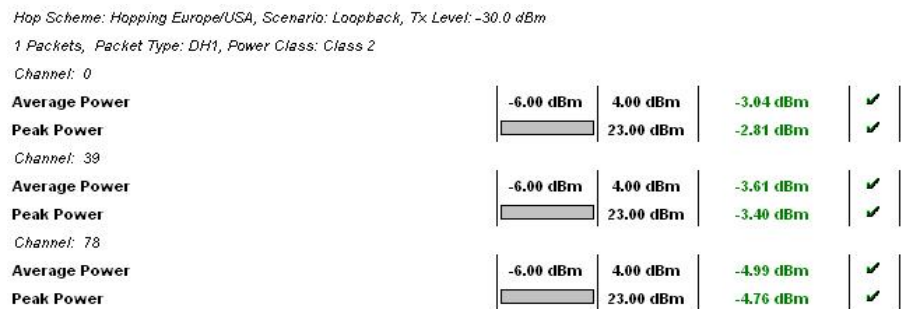 Hop Scheme: Hopping Europe/USA, Scenario: Loopback, Tx Level: -30.0 dBm
1 Packets, Packet Type: DH1, Power Class: Class 2
Channel: 0
Average Power -6.00 dBm 4.00 dBm -3.04 dBm ✔
Peak Power 23.00 dBm -2.81 dBm ✔
Channel: 39
Average Power -6.00 dBm 4.00 dBm -3.61 dBm ✔
Peak Power 23.00 dBm -3.40 dBm ✔
Channel: 78
Average Power -6.00 dBm 4.00 dBm -4.99 dBm ✔
Peak Power 23.00 dBm -4.76 dBm ✔